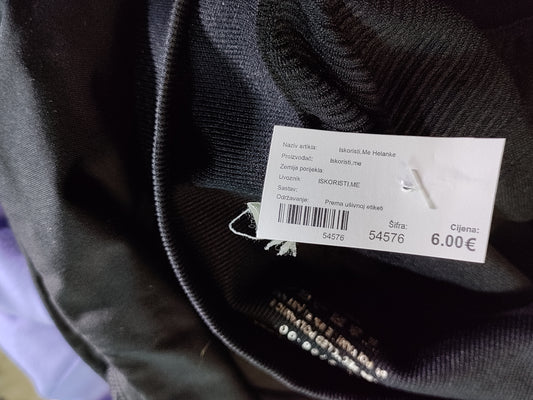 Naziv artikla: Iskoristi.Me Helanke
Proizvođač: Iskoristi.me
Zemlja porijekla
Uvoznik: ISKORISTI.ME
Sastav:
Održavanje: Prema ušivnoj etiketi
54576
Šifra: 54576
Cijena: 6.00€